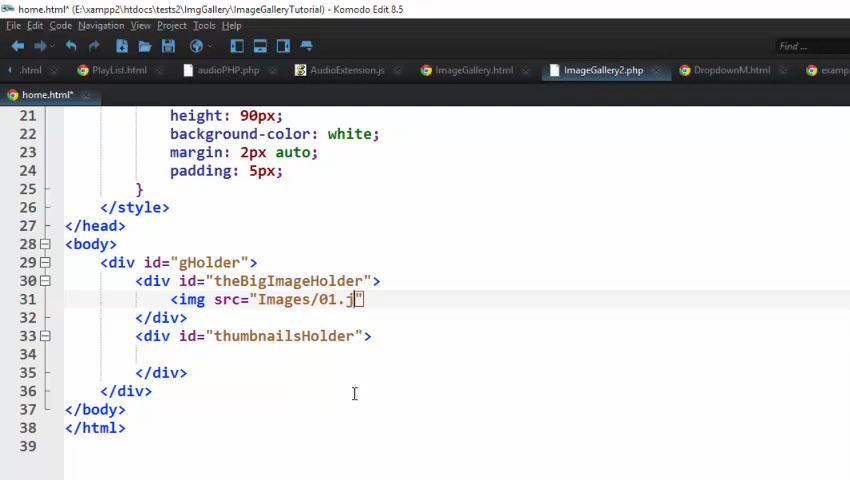 home.html* (E:\xampp2\htdocs\tests2\ImgGallery\ImageGalleryTutorial) - Komodo Edit 8.5
File Edit Code Navigation View Project Tools Help
Find ...
.html PlayList.html audioPHP.php AudioExtension.js ImageGallery.html ImageGallery2.php DropdownM.html examp
home.html*
21 height: 90px;
22 background-color: white;
23 margin: 2px auto;
24 padding: 5px;
25 }
26 </style>
27 </head>
28 <body>
29 <div id="gHolder">
30 <div id="theBigImageHolder">
31 <img src="Images/01.j"
32 </div>
33 <div id="thumbnailsHolder">
34
35 </div>
36 </div>
37 </body>
38 </html>
39